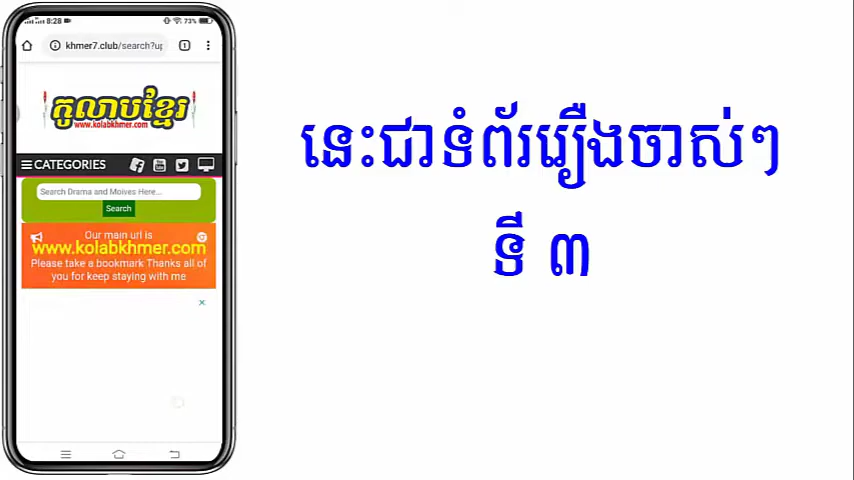 8:28
73%
khmer7.club/search?up
1
កូលាបខ្មែរ
www.kolabkhmer.com
CATEGORIES
Search Drama and Moives Here...
Search
Our main url is
www.kolabkhmer.com
Please take a bookmark Thanks all of
you for keep staying with me
នេះជាទំព័ររឿងចាស់ៗ
ទី ៣